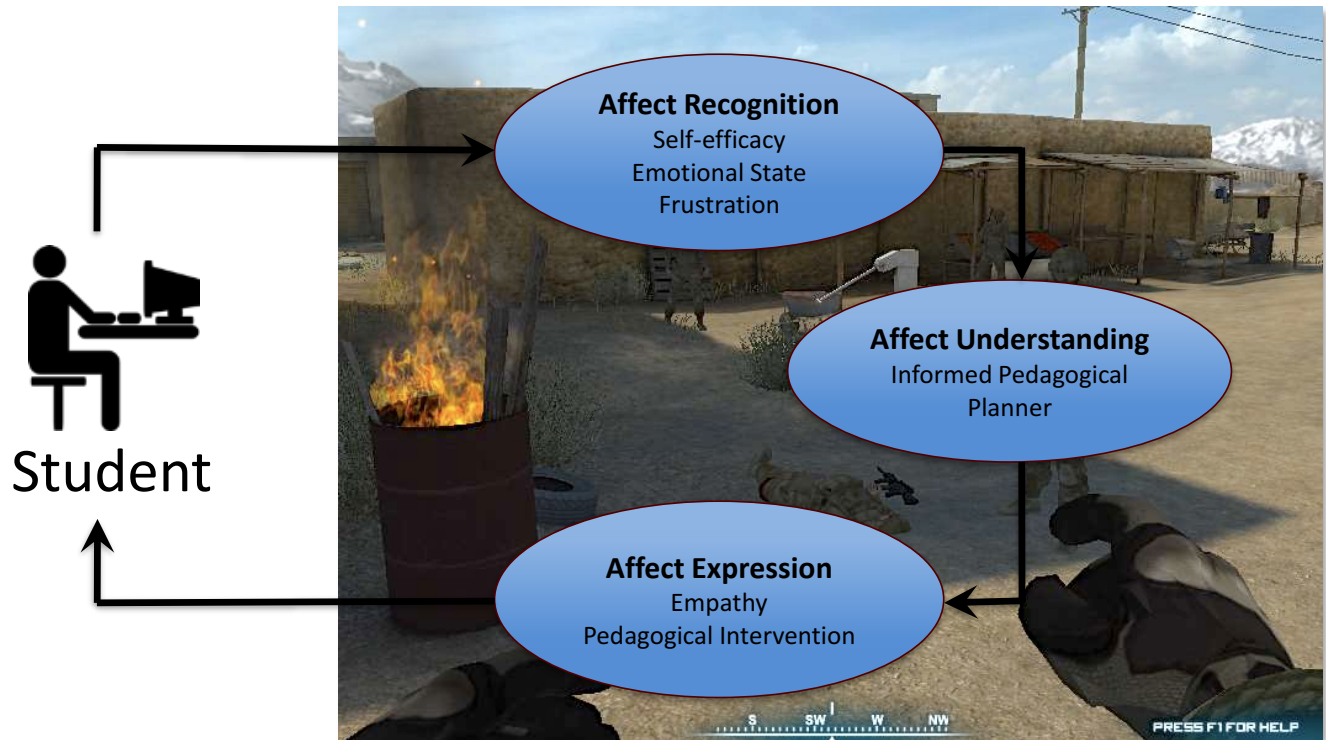 Affect Recognition
Self-efficacy
Emotional State
Frustration
Affect Understanding
Informed Pedagogical
Planner
Student
Affect Expression
Empathy
Pedagogical Intervention
S SW W NW
PRESS F1 FOR HELP